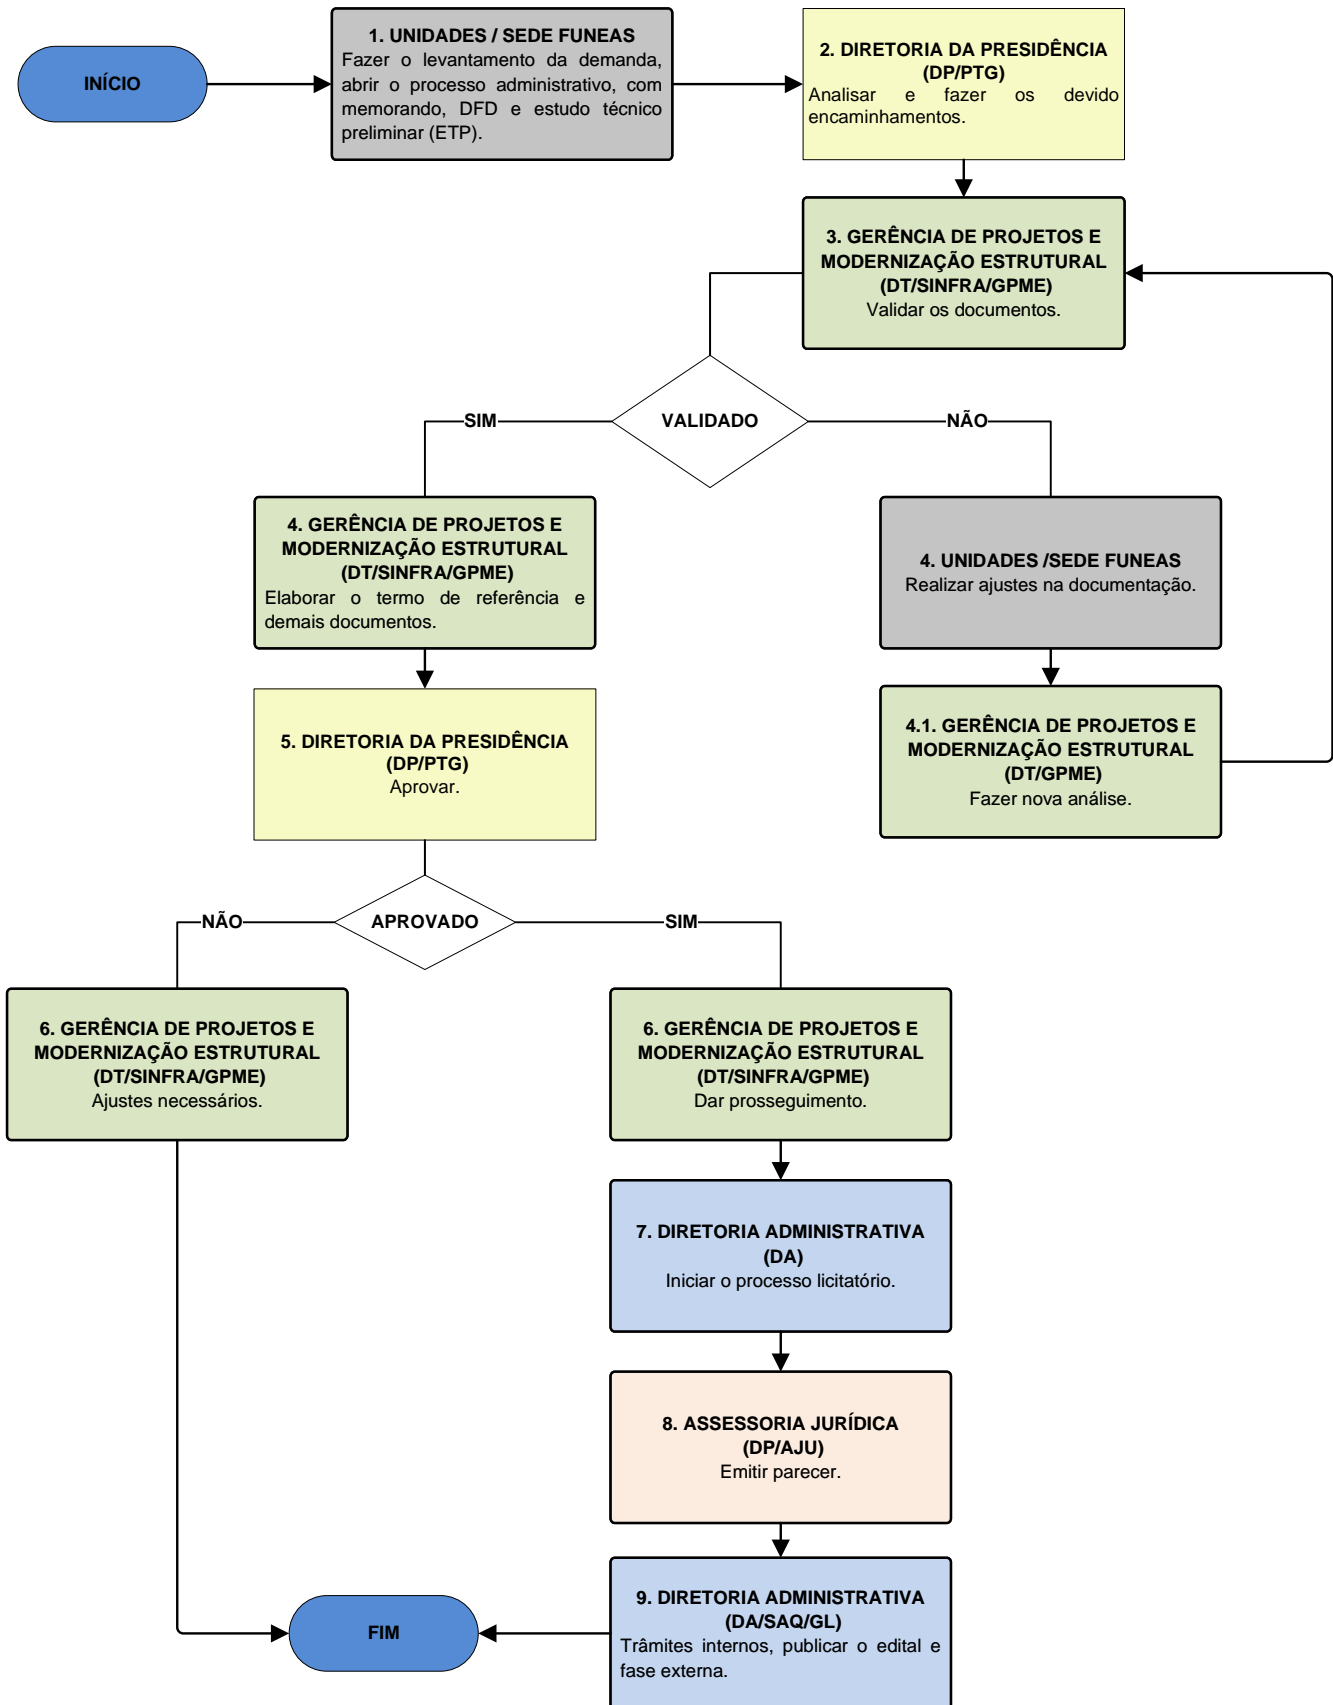 INÍCIO
1. UNIDADES / SEDE FUNEAS
Fazer o levantamento da demanda,
abrir o processo administrativo, com
memorando, DFD e estudo técnico
preliminar (ETP).
2. DIRETORIA DA PRESIDÊNCIA
(DP/PTG)
Analisar e fazer os devido
encaminhamentos.
3. GERÊNCIA DE PROJETOS E
MODERNIZAÇÃO ESTRUTURAL
(DT/SINFRA/GPME)
Validar os documentos.
SIM
VALIDADO
NÃO
4. GERÊNCIA DE PROJETOS E
MODERNIZAÇÃO ESTRUTURAL
(DT/SINFRA/GPME)
Elaborar o termo de referência e
demais documentos.
4. UNIDADES /SEDE FUNEAS
Realizar ajustes na documentação.
5. DIRETORIA DA PRESIDÊNCIA
(DP/PTG)
Aprovar.
4.1. GERÊNCIA DE PROJETOS E
MODERNIZAÇÃO ESTRUTURAL
(DT/GPME)
Fazer nova análise.
NÃO
APROVADO
SIM
6. GERÊNCIA DE PROJETOS E
MODERNIZAÇÃO ESTRUTURAL
(DT/SINFRA/GPME)
Ajustes necessários.
6. GERÊNCIA DE PROJETOS E
MODERNIZAÇÃO ESTRUTURAL
(DT/SINFRA/GPME)
Dar prosseguimento.
7. DIRETORIA ADMINISTRATIVA
(DA)
Iniciar o processo licitatório.
8. ASSESSORIA JURÍDICA
(DP/AJU)
Emitir parecer.
9. DIRETORIA ADMINISTRATIVA
(DA/SAQ/GL)
Trâmites internos, publicar o edital e
fase externa.
FIM